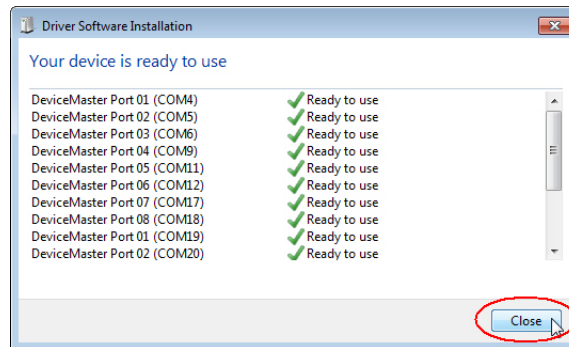 Driver Software Installation
Your device is ready to use
DeviceMaster Port 01 (COM4) Ready to use
DeviceMaster Port 02 (COM5) Ready to use
DeviceMaster Port 03 (COM6) Ready to use
DeviceMaster Port 04 (COM9) Ready to use
DeviceMaster Port 05 (COM11) Ready to use
DeviceMaster Port 06 (COM12) Ready to use
DeviceMaster Port 07 (COM17) Ready to use
DeviceMaster Port 08 (COM18) Ready to use
DeviceMaster Port 01 (COM19) Ready to use
DeviceMaster Port 02 (COM20) Ready to use
Close